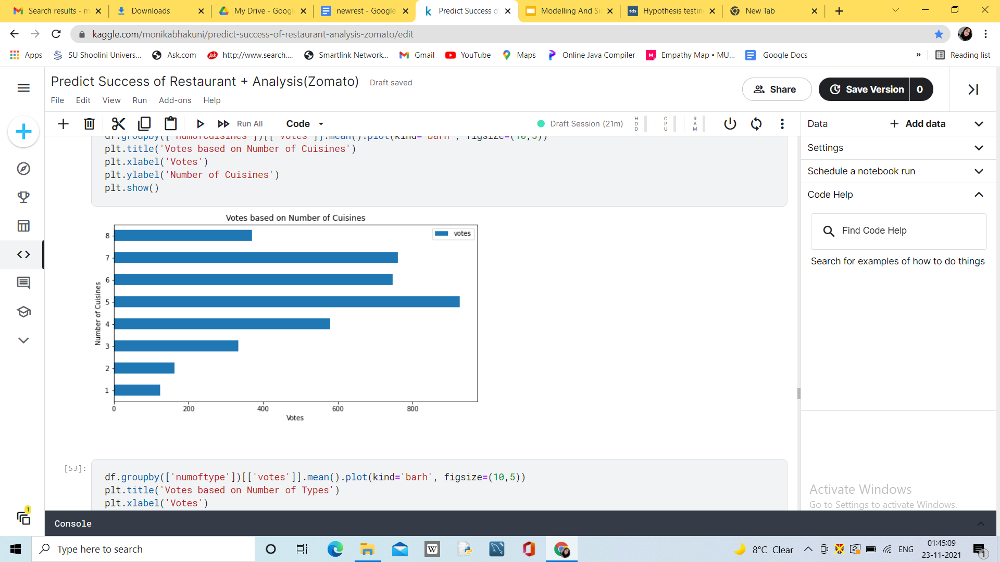 Search results - m
Downloads
My Drive - Googl
newrest - Google
Predict Success o
Modelling And Si
Hypothesis testin
New Tab
kaggle.com/monikabhakuni/predict-success-of-restaurant-analysis-zomato/edit
Apps
SU Shoolini Univers...
Ask.com
http://www.search....
Smartlink Network...
Gmail
YouTube
Maps
Online Java Compiler
Empathy Map • MU...
Google Docs
»
Reading list
Predict Success of Restaurant + Analysis(Zomato)
Draft saved
Share
Save Version
0
File Edit View Run Add-ons Help
Run All
Code
Draft Session (21m)
HDD
CPU
RAM
Data
+ Add data
Settings
Schedule a notebook run
Code Help
Find Code Help
Search for examples of how to do things
df.groupby(['numofcuisines'])[['votes']].mean().plot(kind='barh', figsize=(10,5))
plt.title('Votes based on Number of Cuisines')
plt.xlabel('Votes')
plt.ylabel('Number of Cuisines')
plt.show()
Votes based on Number of Cuisines
votes
8
7
6
5
4
3
2
1
Number of Cuisines
0 200 400 600 800
Votes
[53]:
df.groupby(['numoftype'])[['votes']].mean().plot(kind='barh', figsize=(10,5))
plt.title('Votes based on Number of Types')
plt.xlabel('Votes')
Activate Windows
Go to Settings to activate Windows.
1
Console
Type here to search
W
8°C Clear
ENG
01:45:09
23-11-2021
1